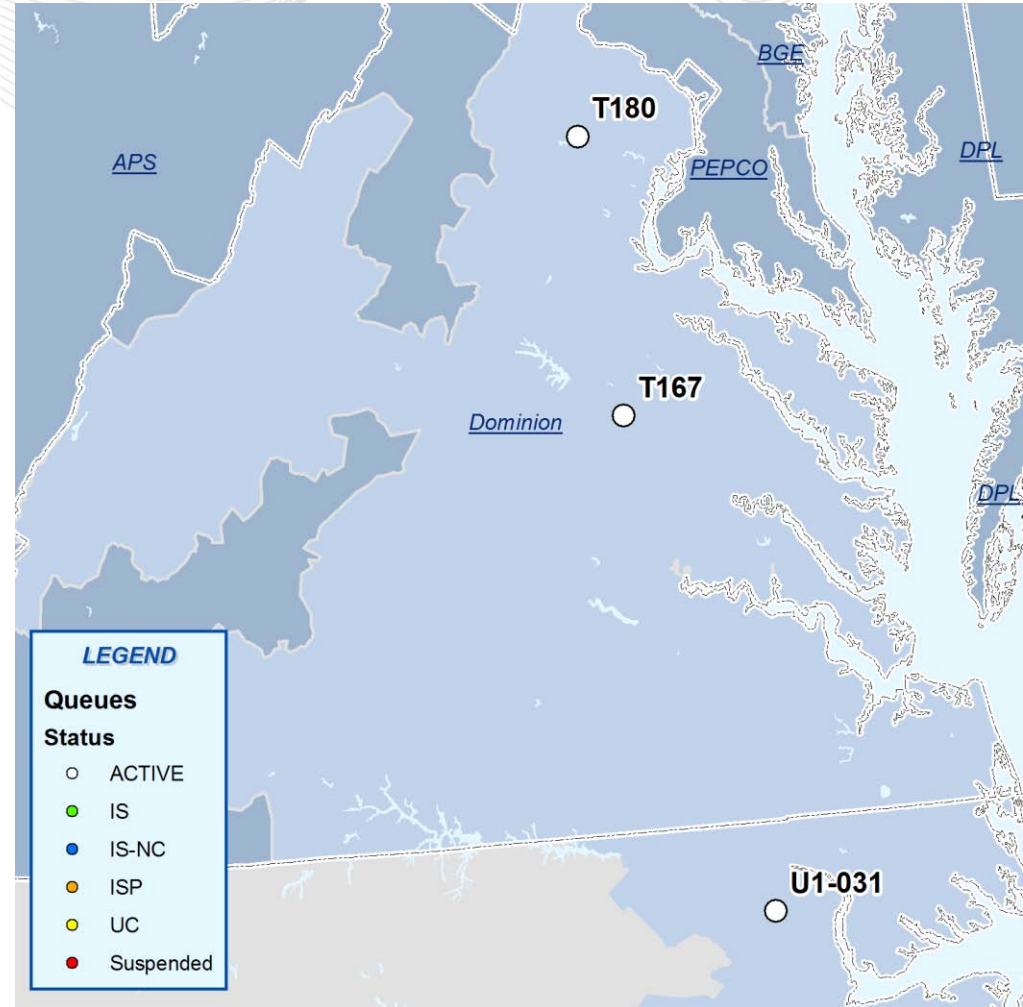 BGE
T180
APS
PEPCO
DPL
T167
Dominion
DPL
LEGEND
Queues
Status
ACTIVE
IS
IS-NC
ISP
UC
Suspended
U1-031